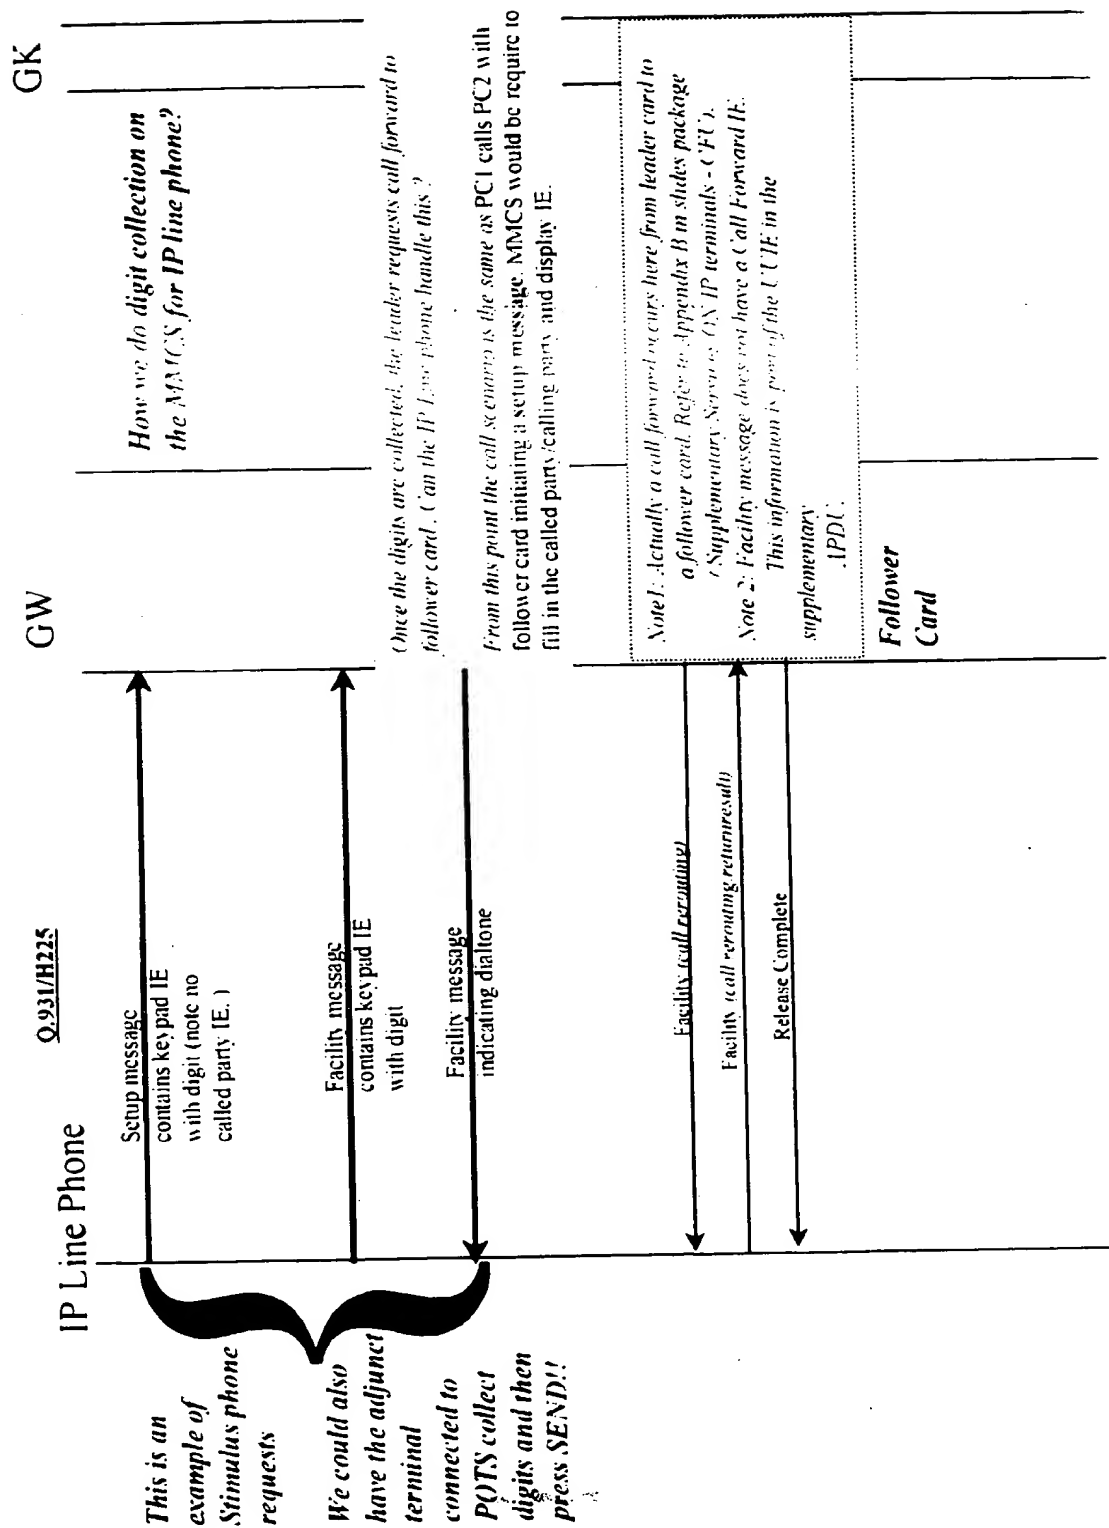 IP Line Phone
GW
GK
Q.931/H225
How we do digit collection on
the MMCS for IP line phone?
This is an
example of
Stimulus phone
requests
We could also
have the adjunct
terminal
connected to
POTS collect
digits and then
press SEND!!
Setup message
contains keypad IE
with digit (note no
called party IE. )
Facility message
contains keypad IE
with digit
Facility message
indicating dialtone
Once the digits are collected, the leader requests call forward to
follower card. Can the IP Line phone handle this?
From this point the call scenario is the same as PC1 calls PC2 with
follower card initiating a setup message. MMCS would be require to
fill in the called party/calling party and display IE.
Facility (call rerouting)
Facility (call rerouting.returnresult)
Release Complete
Note1: Actually a call forward occurs here from leader card to
a follower card. Refer to Appendix B in slides package
(Supplementary Services ON IP terminals - CFU).
Note 2: Facility message does not have a Call Forward IE.
This information is part of the UUIE in the
supplementary
APDU.
Follower
Card